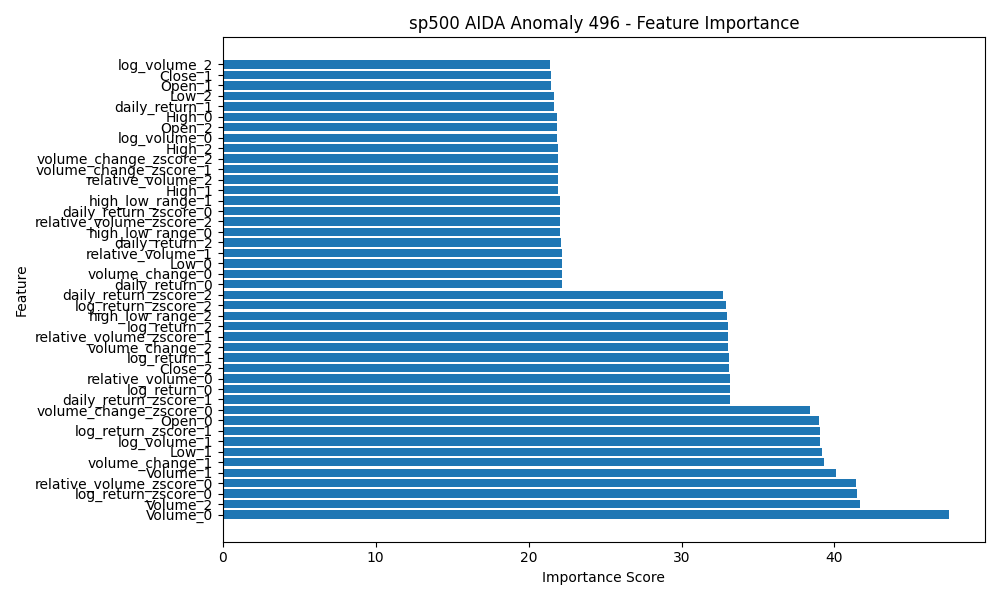 sp500 AIDA Anomaly 496 - Feature Importance
log_volume_2
Close_1
Open_1
Low_2
daily_return_1
High_0
Open_2
log_volume_0
High_2
volume_change_zscore_2
volume_change_zscore_1
relative_volume_2
High_1
high_low_range_1
daily_return_zscore_0
relative_volume_zscore_2
high_low_range_0
daily_return_2
relative_volume_1
Low_0
volume_change_0
daily_return_0
daily_return_zscore_2
log_return_zscore_2
high_low_range_2
log_return_2
relative_volume_zscore_1
volume_change_2
log_return_1
Close_2
relative_volume_0
log_return_0
daily_return_zscore_1
volume_change_zscore_0
Open_0
log_return_zscore_1
log_volume_1
Low_1
volume_change_1
Volume_1
relative_volume_zscore_0
log_return_zscore_0
Volume_2
Volume_0
Feature
0 10 20 30 40
Importance Score